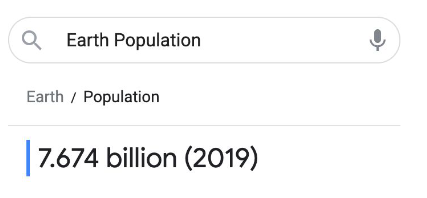 Earth Population
Earth / Population
7.674 billion (2019)